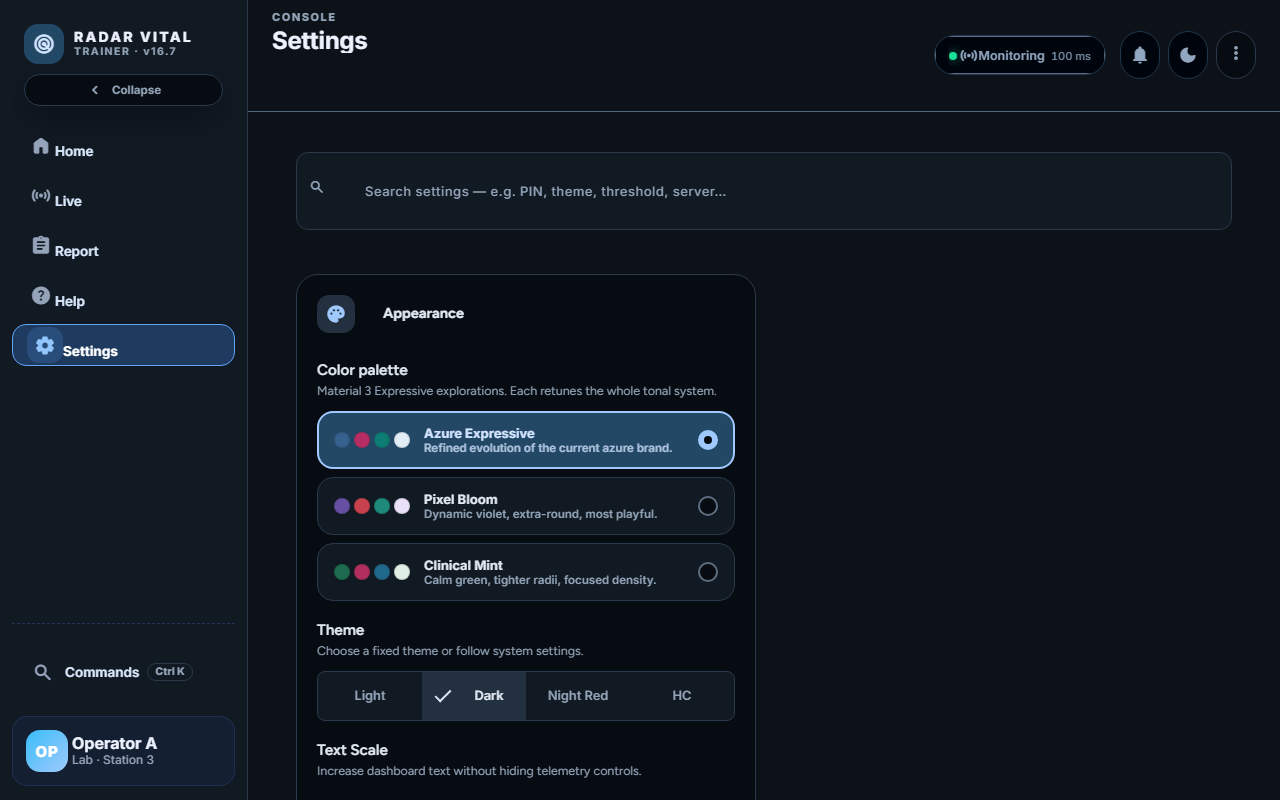 RADAR VITAL
TRAINER · v16.7
Collapse
Home
Live
Report
Help
Settings
Commands Ctrl K
OP
Operator A
Lab · Station 3
CONSOLE
Settings
Monitoring 100 ms
Search settings — e.g. PIN, theme, threshold, server...
Appearance
Color palette
Material 3 Expressive explorations. Each retunes the whole tonal system.
Azure Expressive
Refined evolution of the current azure brand.
Pixel Bloom
Dynamic violet, extra-round, most playful.
Clinical Mint
Calm green, tighter radii, focused density.
Theme
Choose a fixed theme or follow system settings.
Light Dark Night Red HC
Text Scale
Increase dashboard text without hiding telemetry controls.